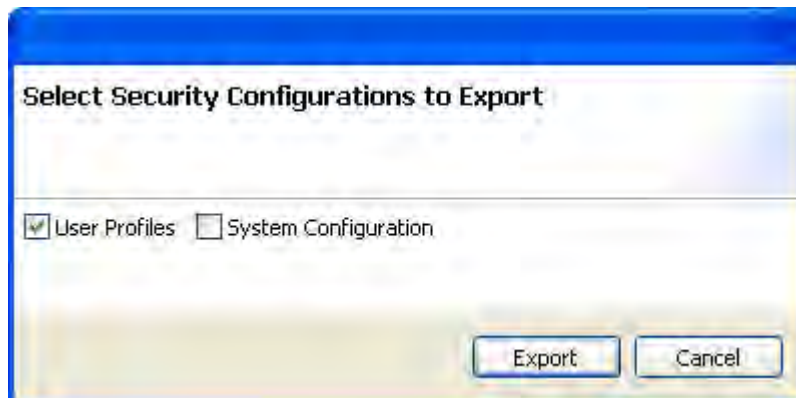 Select Security Configurations to Export
User Profiles System Configuration
Export Cancel